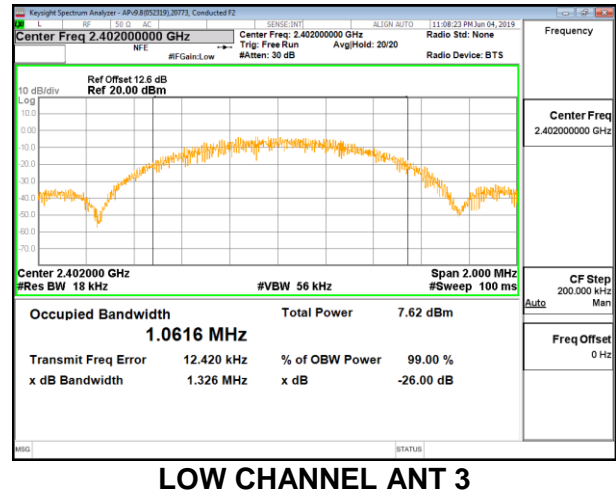 Keysight Spectrum Analyzer - APv9.8(052319),20773, Conducted F2
L RF 50 Ω AC SENSE:INT ALIGN AUTO 11:08:23 PM Jun 04, 2019
Center Freq 2.402000000 GHz
NFE
#IFGain:Low
Center Freq: 2.402000000 GHz
Trig: Free Run Avg|Hold: 20/20
#Atten: 30 dB
Radio Std: None
Radio Device: BTS
Frequency
Ref Offset 12.6 dB
10 dB/div Ref 20.00 dBm
Log
10.0
0.00
-10.0
-20.0
-30.0
-40.0
-50.0
-60.0
-70.0
Center Freq
2.402000000 GHz
Center 2.402000 GHz Span 2.000 MHz
#Res BW 18 kHz #VBW 56 kHz #Sweep 100 ms
CF Step
200.000 kHz
Auto Man
Freq Offset
0 Hz
Occupied Bandwidth Total Power 7.62 dBm
1.0616 MHz
Transmit Freq Error 12.420 kHz % of OBW Power 99.00 %
x dB Bandwidth 1.326 MHz x dB -26.00 dB
MSG STATUS
LOW CHANNEL ANT 3